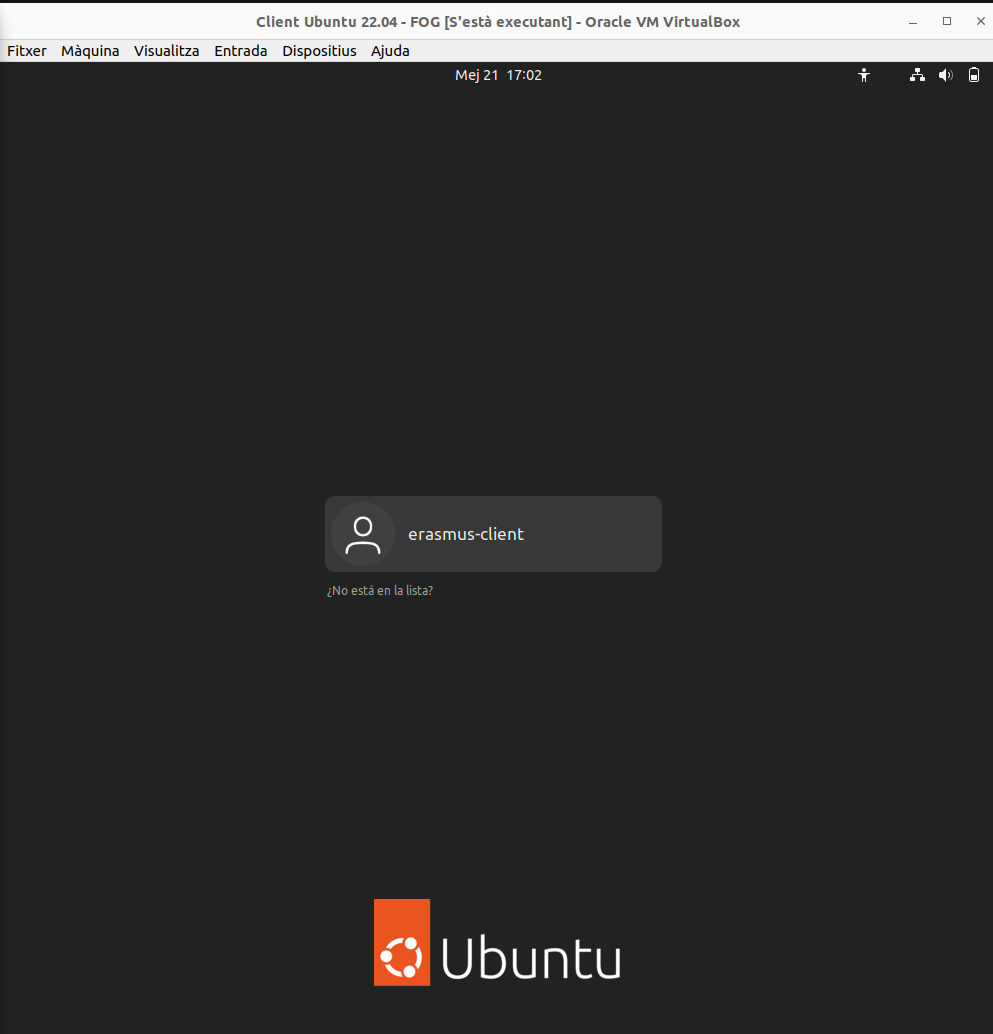 Client Ubuntu 22.04 - FOG [S'està executant] - Oracle VM VirtualBox
Fitxer Màquina Visualitza Entrada Dispositius Ajuda
Mej 21 17:02
erasmus-client
¿No está en la lista?
Ubuntu